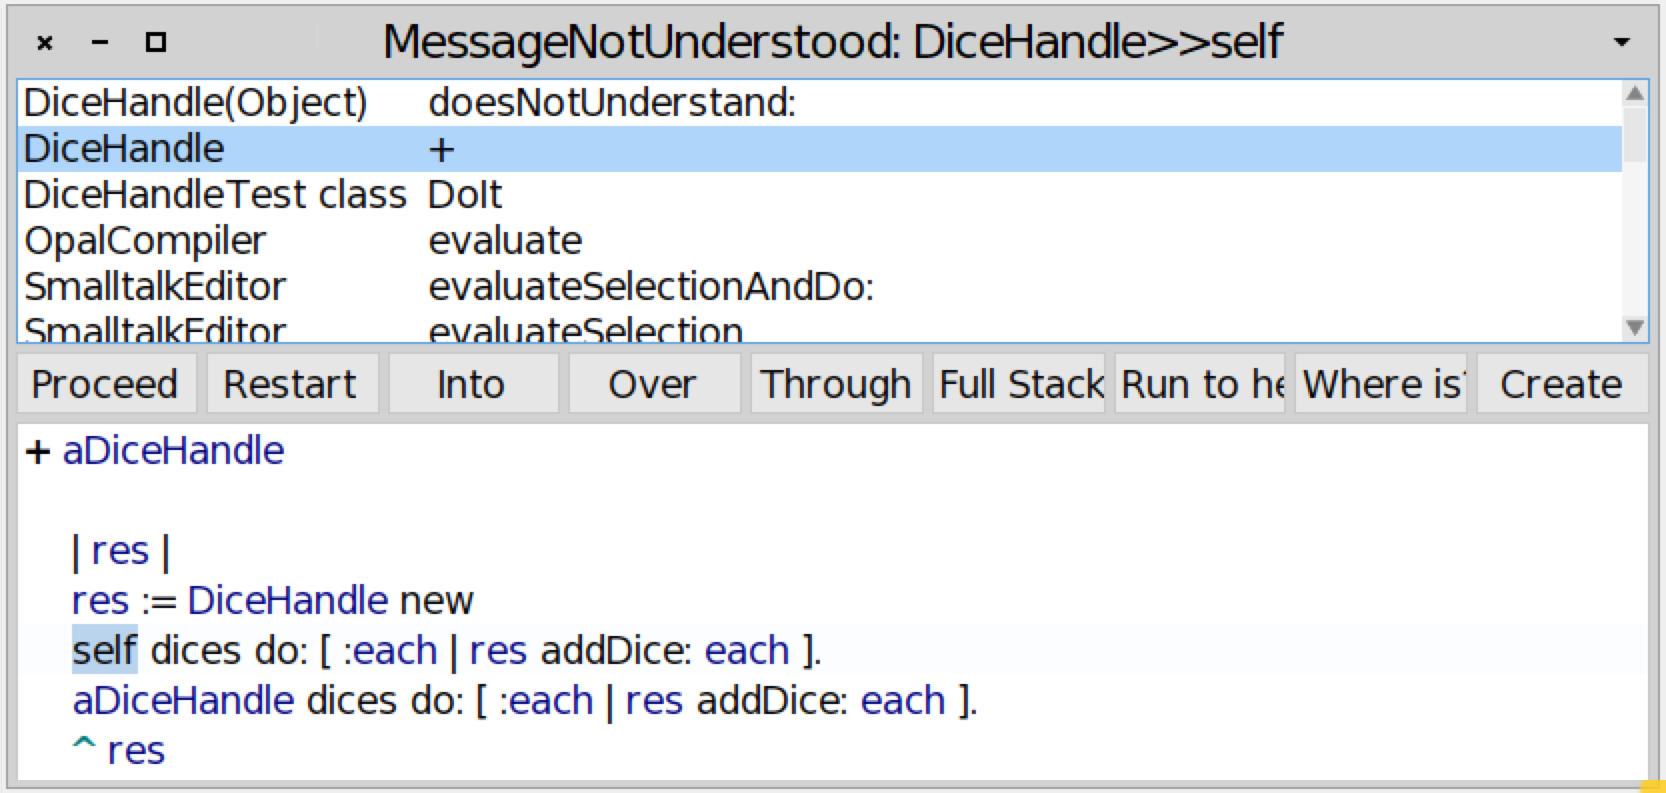 MessageNotUnderstood: DiceHandle>>self
DiceHandle(Object) doesNotUnderstand:
DiceHandle +
DiceHandleTest class DoIt
OpalCompiler evaluate
SmalltalkEditor evaluateSelectionAndDo:
SmalltalkEditor evaluateSelection
Proceed Restart Into Over Through Full Stack Run to he Where is Create
+ aDiceHandle
| res |
res := DiceHandle new
self dices do: [ :each | res addDice: each ].
aDiceHandle dices do: [ :each | res addDice: each ].
^ res